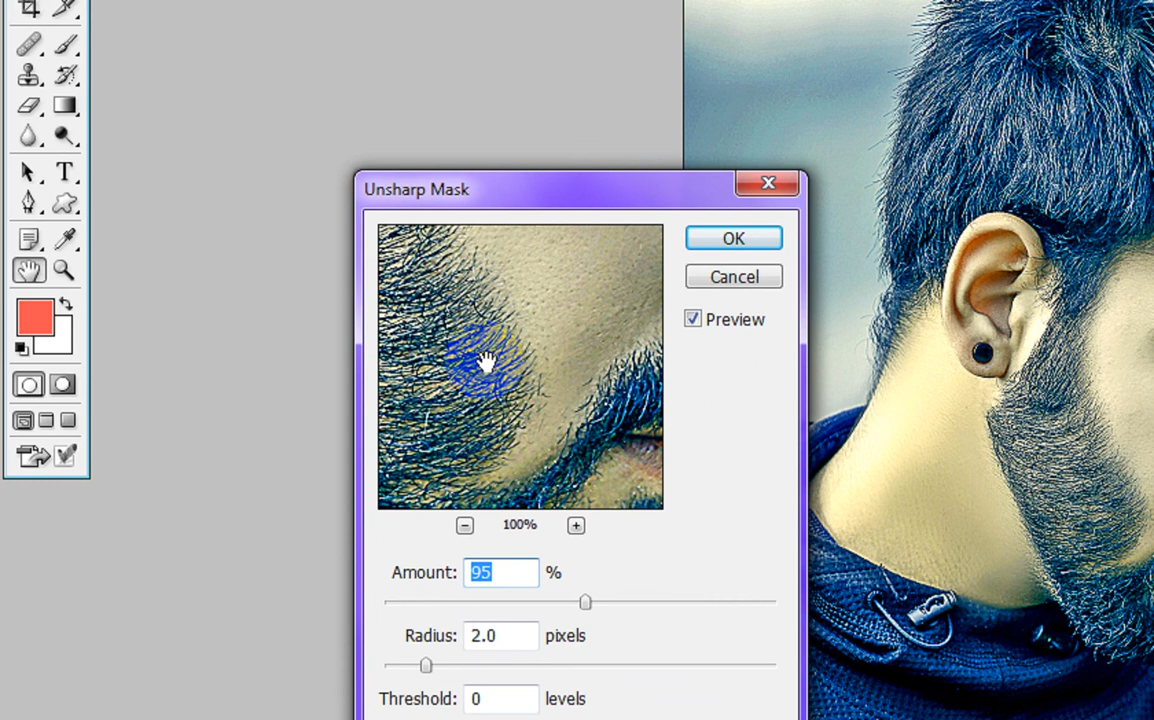 Unsharp Mask
OK
Cancel
Preview
100%
Amount: 95 %
Radius: 2.0 pixels
Threshold: 0 levels
T